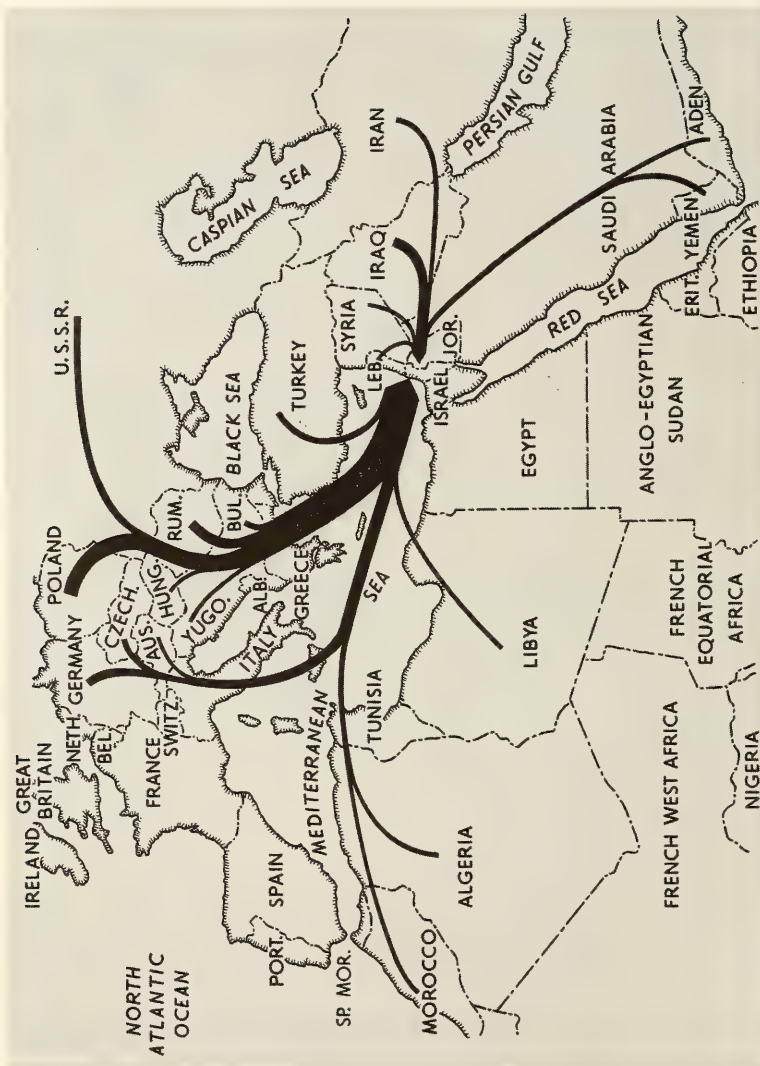 IRELAND
GREAT
BRITAIN
NETH.
BEL.
GERMANY
POLAND
U.S.S.R.
NORTH
ATLANTIC
OCEAN
FRANCE
SWITZ.
CZECH.
AUS.
HUNG.
RUM.
YUGO.
BUL.
BLACK SEA
CASPIAN SEA
PORT.
SPAIN
ITALY
ALB.
GREECE
TURKEY
MEDITERRANEAN SEA
SP. MOR.
SYRIA
LEB.
IRAQ
IRAN
MOROCCO
ALGERIA
TUNISIA
ISRAEL
JOR.
PERSIAN GULF
LIBYA
EGYPT
RED SEA
SAUDI ARABIA
FRENCH WEST AFRICA
FRENCH
EQUATORIAL
AFRICA
ANGLO-EGYPTIAN
SUDAN
ERIT.
YEMEN
ADEN
NIGERIA
ETHIOPIA